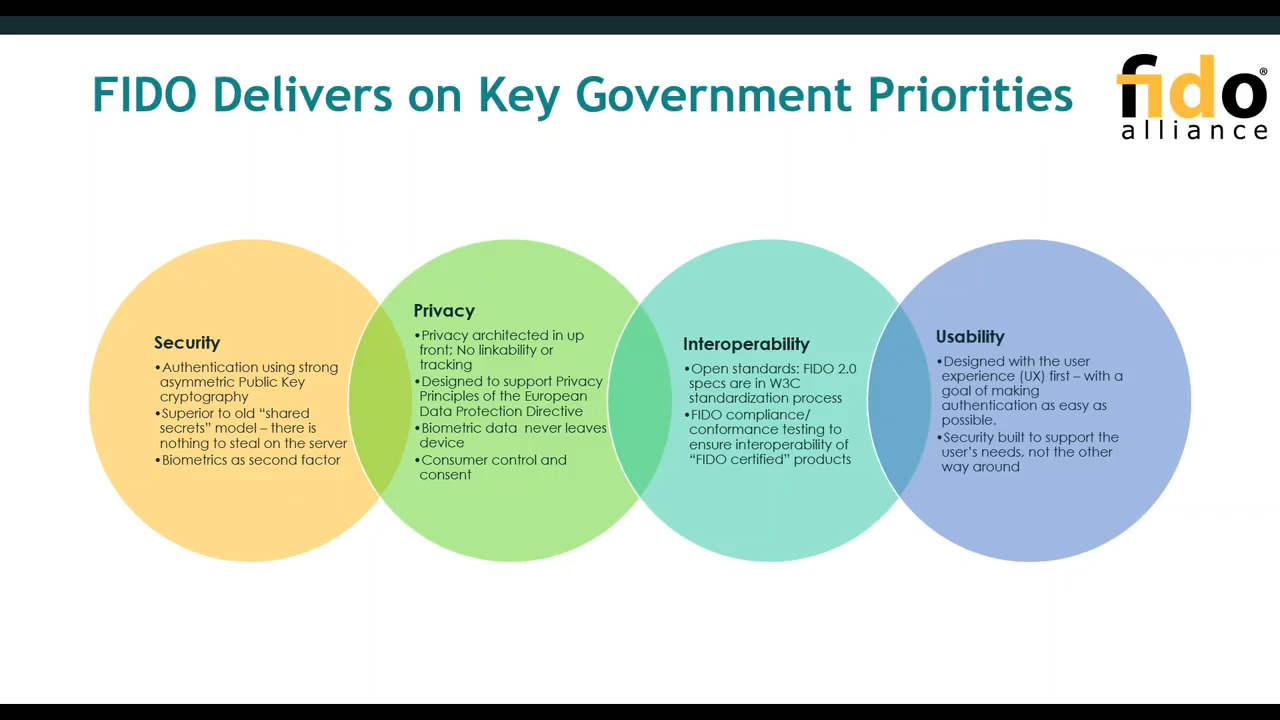 FIDO Delivers on Key Government Priorities
fido®
alliance
Security
•Authentication using strong
asymmetric Public Key
cryptography
•Superior to old “shared
secrets” model – there is
nothing to steal on the server
•Biometrics as second factor
Privacy
•Privacy architected in up
front; No linkability or
tracking
•Designed to support Privacy
Principles of the European
Data Protection Directive
•Biometric data never leaves
device
•Consumer control and
consent
Interoperability
•Open standards: FIDO 2.0
specs are in W3C
standardization process
•FIDO compliance/
conformance testing to
ensure interoperability of
“FIDO certified” products
Usability
•Designed with the user
experience (UX) first – with a
goal of making
authentication as easy as
possible.
•Security built to support the
user’s needs, not the other
way around